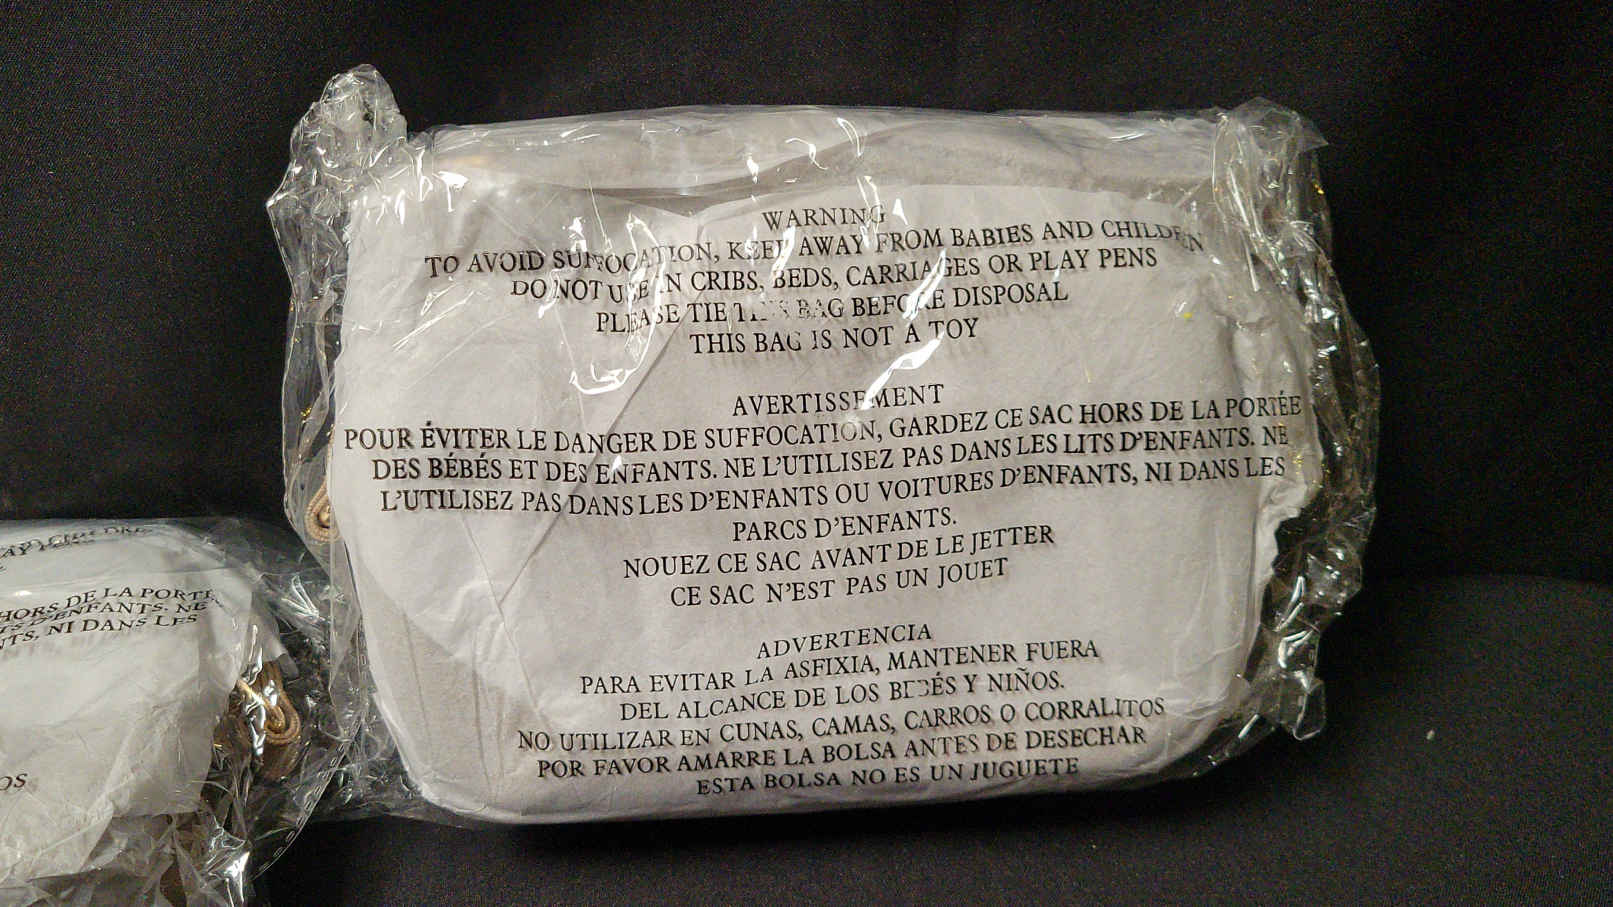 WARNING
TO AVOID SUFFOCATION, KEEP AWAY FROM BABIES AND CHILDREN
DO NOT USE IN CRIBS, BEDS, CARRIAGES OR PLAY PENS
PLEASE TIE THIS BAG BEFORE DISPOSAL
THIS BAG IS NOT A TOY
AVERTISSEMENT
POUR ÉVITER LE DANGER DE SUFFOCATION, GARDEZ CE SAC HORS DE LA PORTÉE
DES BÉBÉS ET DES ENFANTS. NE L'UTILISEZ PAS DANS LES LITS D'ENFANTS. NE
L'UTILISEZ PAS DANS LES D'ENFANTS OU VOITURES D'ENFANTS, NI DANS LES
PARCS D'ENFANTS.
NOUEZ CE SAC AVANT DE LE JETTER
CE SAC N'EST PAS UN JOUET
ADVERTENCIA
PARA EVITAR LA ASFIXIA, MANTENER FUERA
DEL ALCANCE DE LOS BEBÉS Y NIÑOS.
NO UTILIZAR EN CUNAS, CAMAS, CARROS O CORRALITOS
POR FAVOR AMARRE LA BOLSA ANTES DE DESECHAR
ESTA BOLSA NO ES UN JUGUETE
HORS DE LA PORTÉ
D'ENFANTS. NE
NTS, NI DANS LES
OS